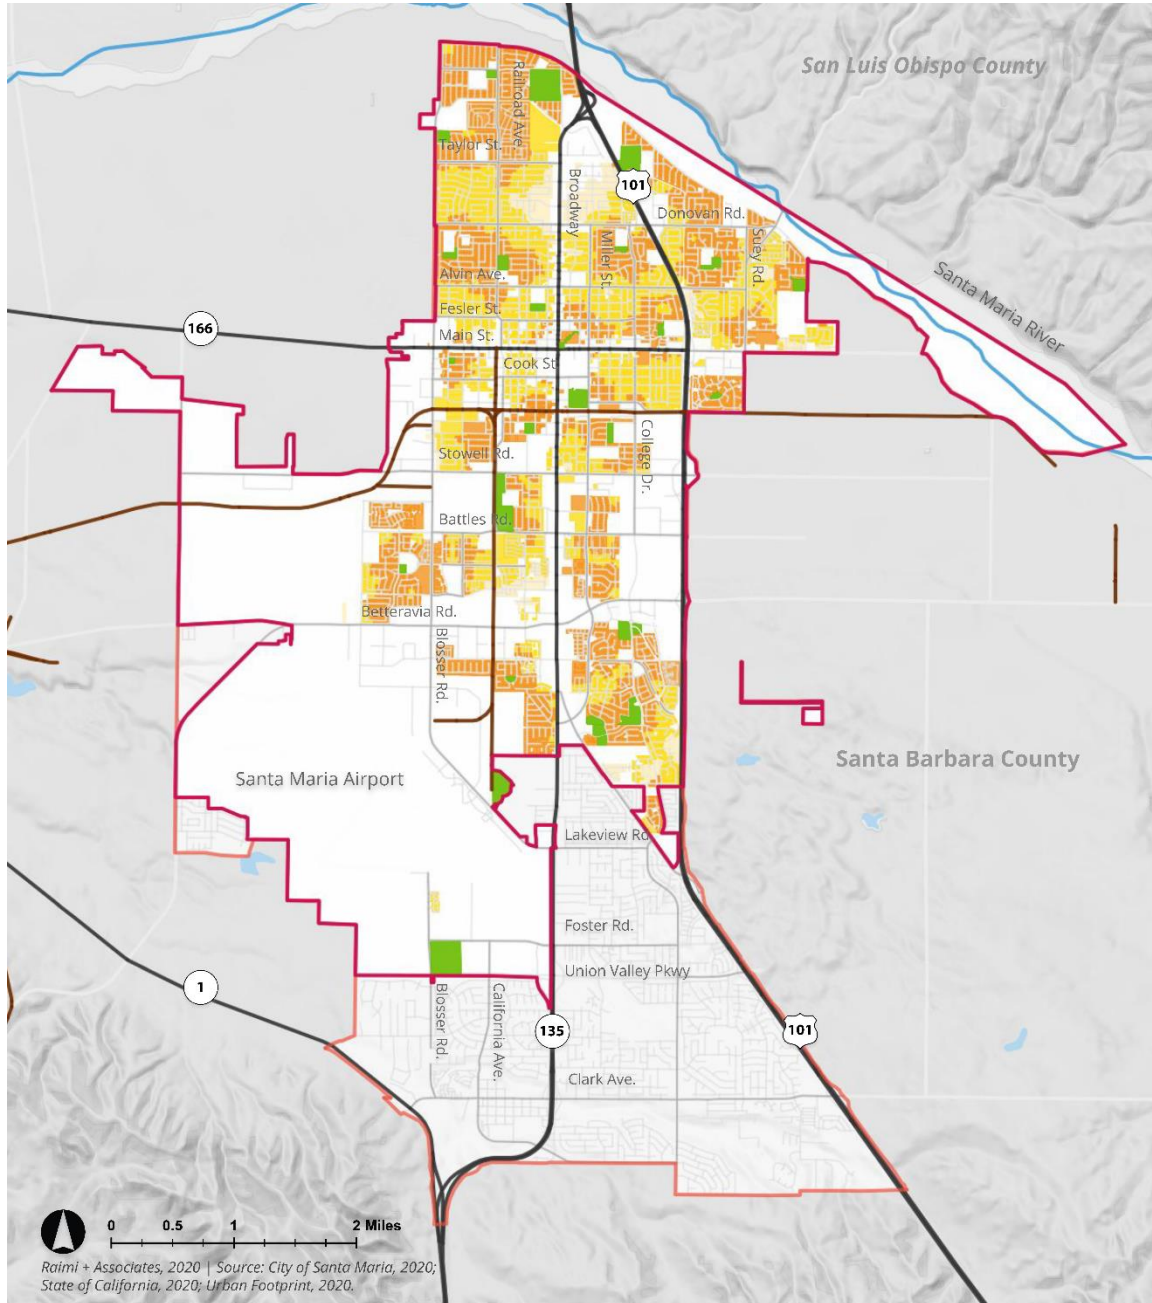 San Luis Obispo County
Railroad Ave.
Taylor St.
101
Broadway
Donovan Rd.
Miller St.
Suey Rd.
Alvin Ave.
Santa Maria River
Fesler St.
166
Main St.
Cook St.
College Dr.
Stowell Rd.
Battles Rd.
Betteravia Rd.
Blosser Rd.
Santa Maria Airport
Santa Barbara County
Lakeview Rd
Foster Rd.
Union Valley Pkwy
1
Blosser Rd.
California Ave.
135
101
Clark Ave.
0 0.5 1 2 Miles
Raimi + Associates, 2020 | Source: City of Santa Maria, 2020;
State of California, 2020; Urban Footprint, 2020.